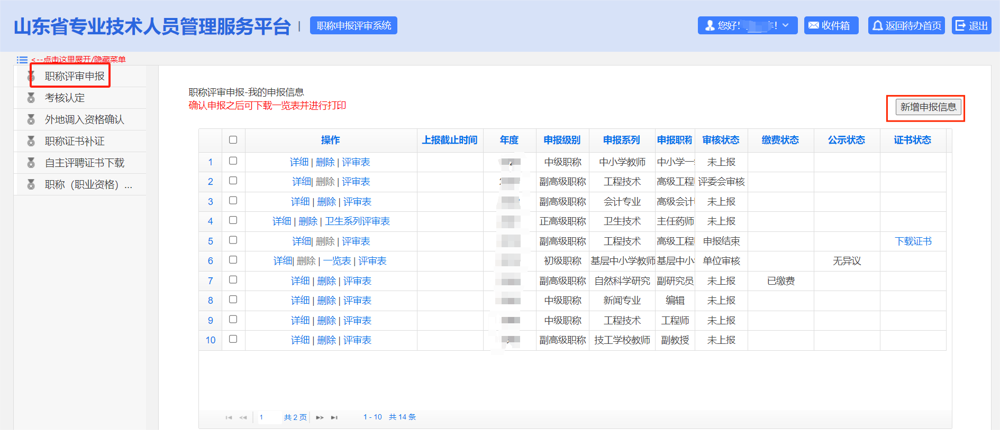 山东省专业技术人员管理服务平台 | 职称申报评审系统
您好! ! 收件箱 返回待办首页 退出
<--点击这里展开/隐藏菜单
职称评审申报
考核认定
外地调入资格确认
职称证书补证
自主评聘证书下载
职称（职业资格）...
职称评审申报-我的申报信息
确认申报之后可下载一览表并进行打印
新增申报信息
操作 上报截止时间 年度 申报级别 申报系列 申报职称 审核状态 缴费状态 公示状态 证书状态
1 详细 | 删除 | 评审表 中级职称 中小学教师 中小学一 未上报
2 详细| 删除 | 评审表 副高级职称 工程技术 高级工程 评委会审核
3 详细 | 删除 | 评审表 副高级职称 会计专业 高级会计 未上报
4 详细 | 删除 | 卫生系列评审表 正高级职称 卫生技术 主任药师 未上报
5 详细| 删除 | 评审表 副高级职称 工程技术 高级工程 申报结束 下载证书
6 详细| 删除 | 一览表 | 评审表 初级职称 基层中小学教师 基层中小 单位审核 无异议
7 详细 | 删除 | 评审表 副高级职称 自然科学研究 副研究员 未上报 已缴费
8 详细 | 删除 | 评审表 中级职称 新闻专业 编辑 未上报
9 详细 | 删除 | 评审表 中级职称 工程技术 工程师 未上报
10 详细 | 删除 | 评审表 副高级职称 技工学校教师 副教授 未上报
1 共 2 页 1 - 10 共 14 条